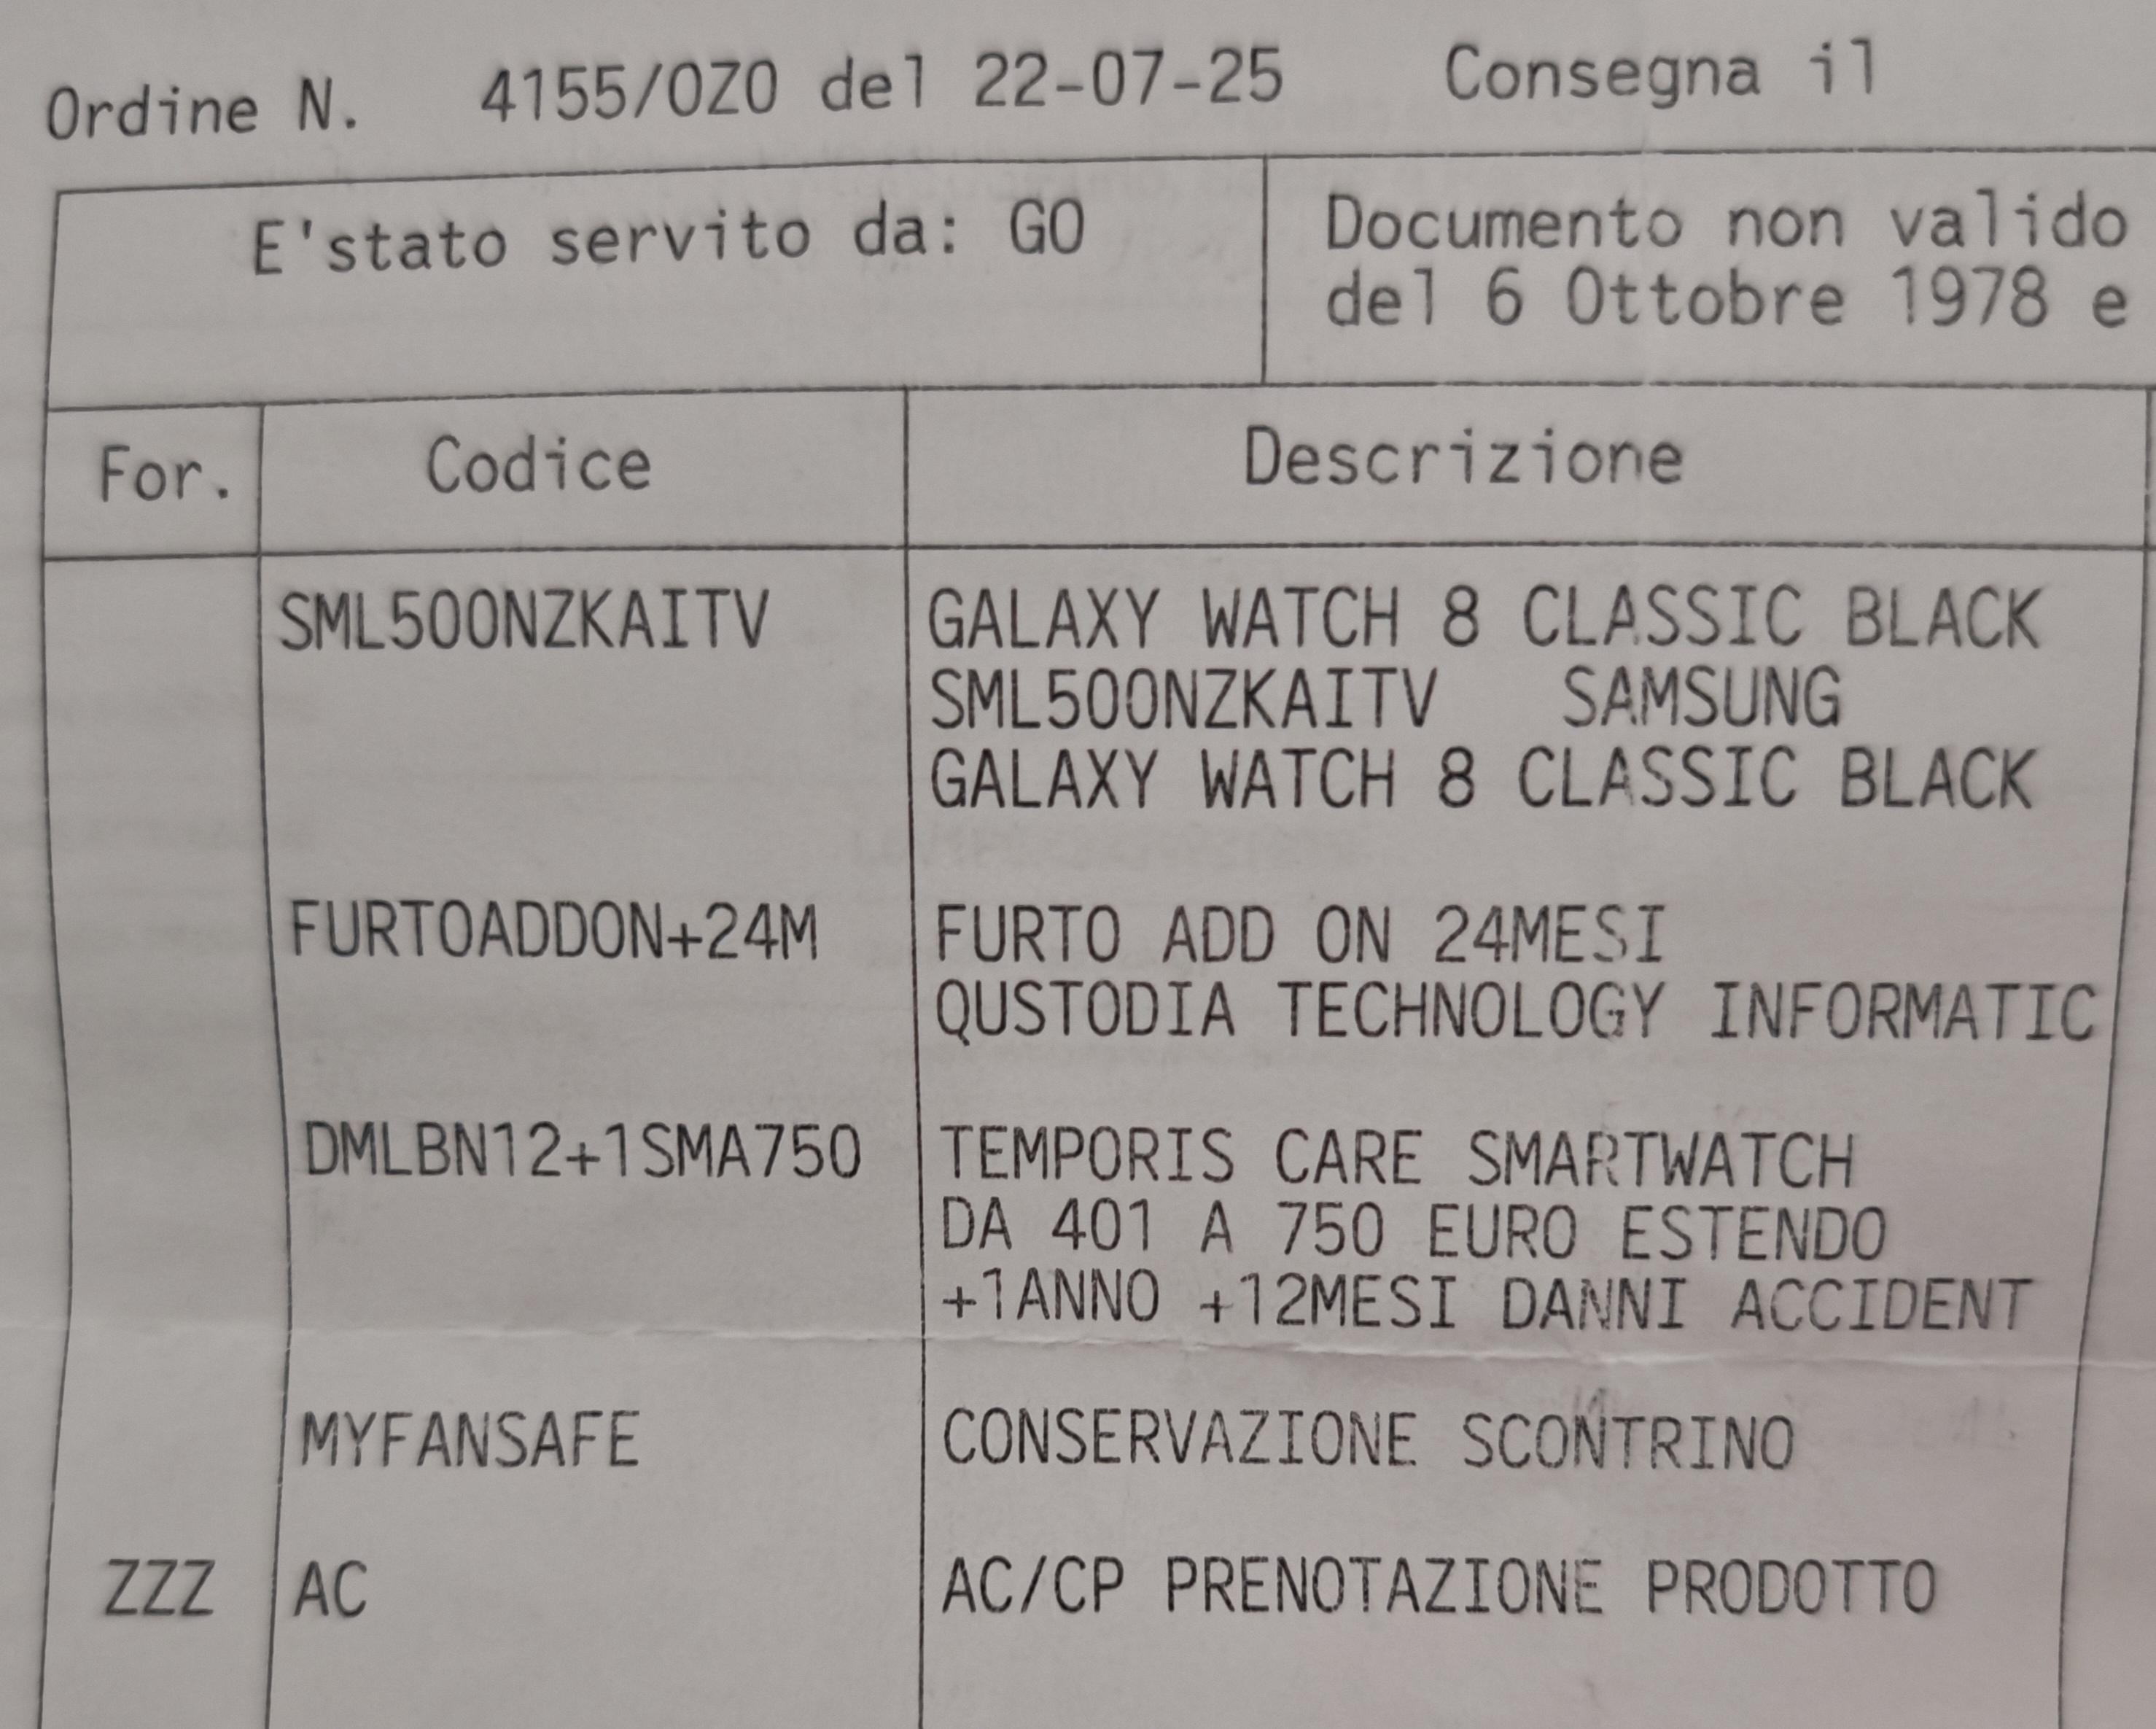 Ordine N. 4155/OZO del 22-07-25 Consegna il
E'stato servito da: GO
Documento non valido
del 6 Ottobre 1978 e
For. Codice Descrizione
SML500NZKAITV GALAXY WATCH 8 CLASSIC BLACK
SML500NZKAITV SAMSUNG
GALAXY WATCH 8 CLASSIC BLACK
FURTOADDON+24M FURTO ADD ON 24MESI
QUSTODIA TECHNOLOGY INFORMATIC
DMLBN12+1SMA750 TEMPORIS CARE SMARTWATCH
DA 401 A 750 EURO ESTENDO
+1ANNO +12MESI DANNI ACCIDENT
MYFANSAFE CONSERVAZIONE SCONTRINO
ZZZ AC AC/CP PRENOTAZIONE PRODOTTO